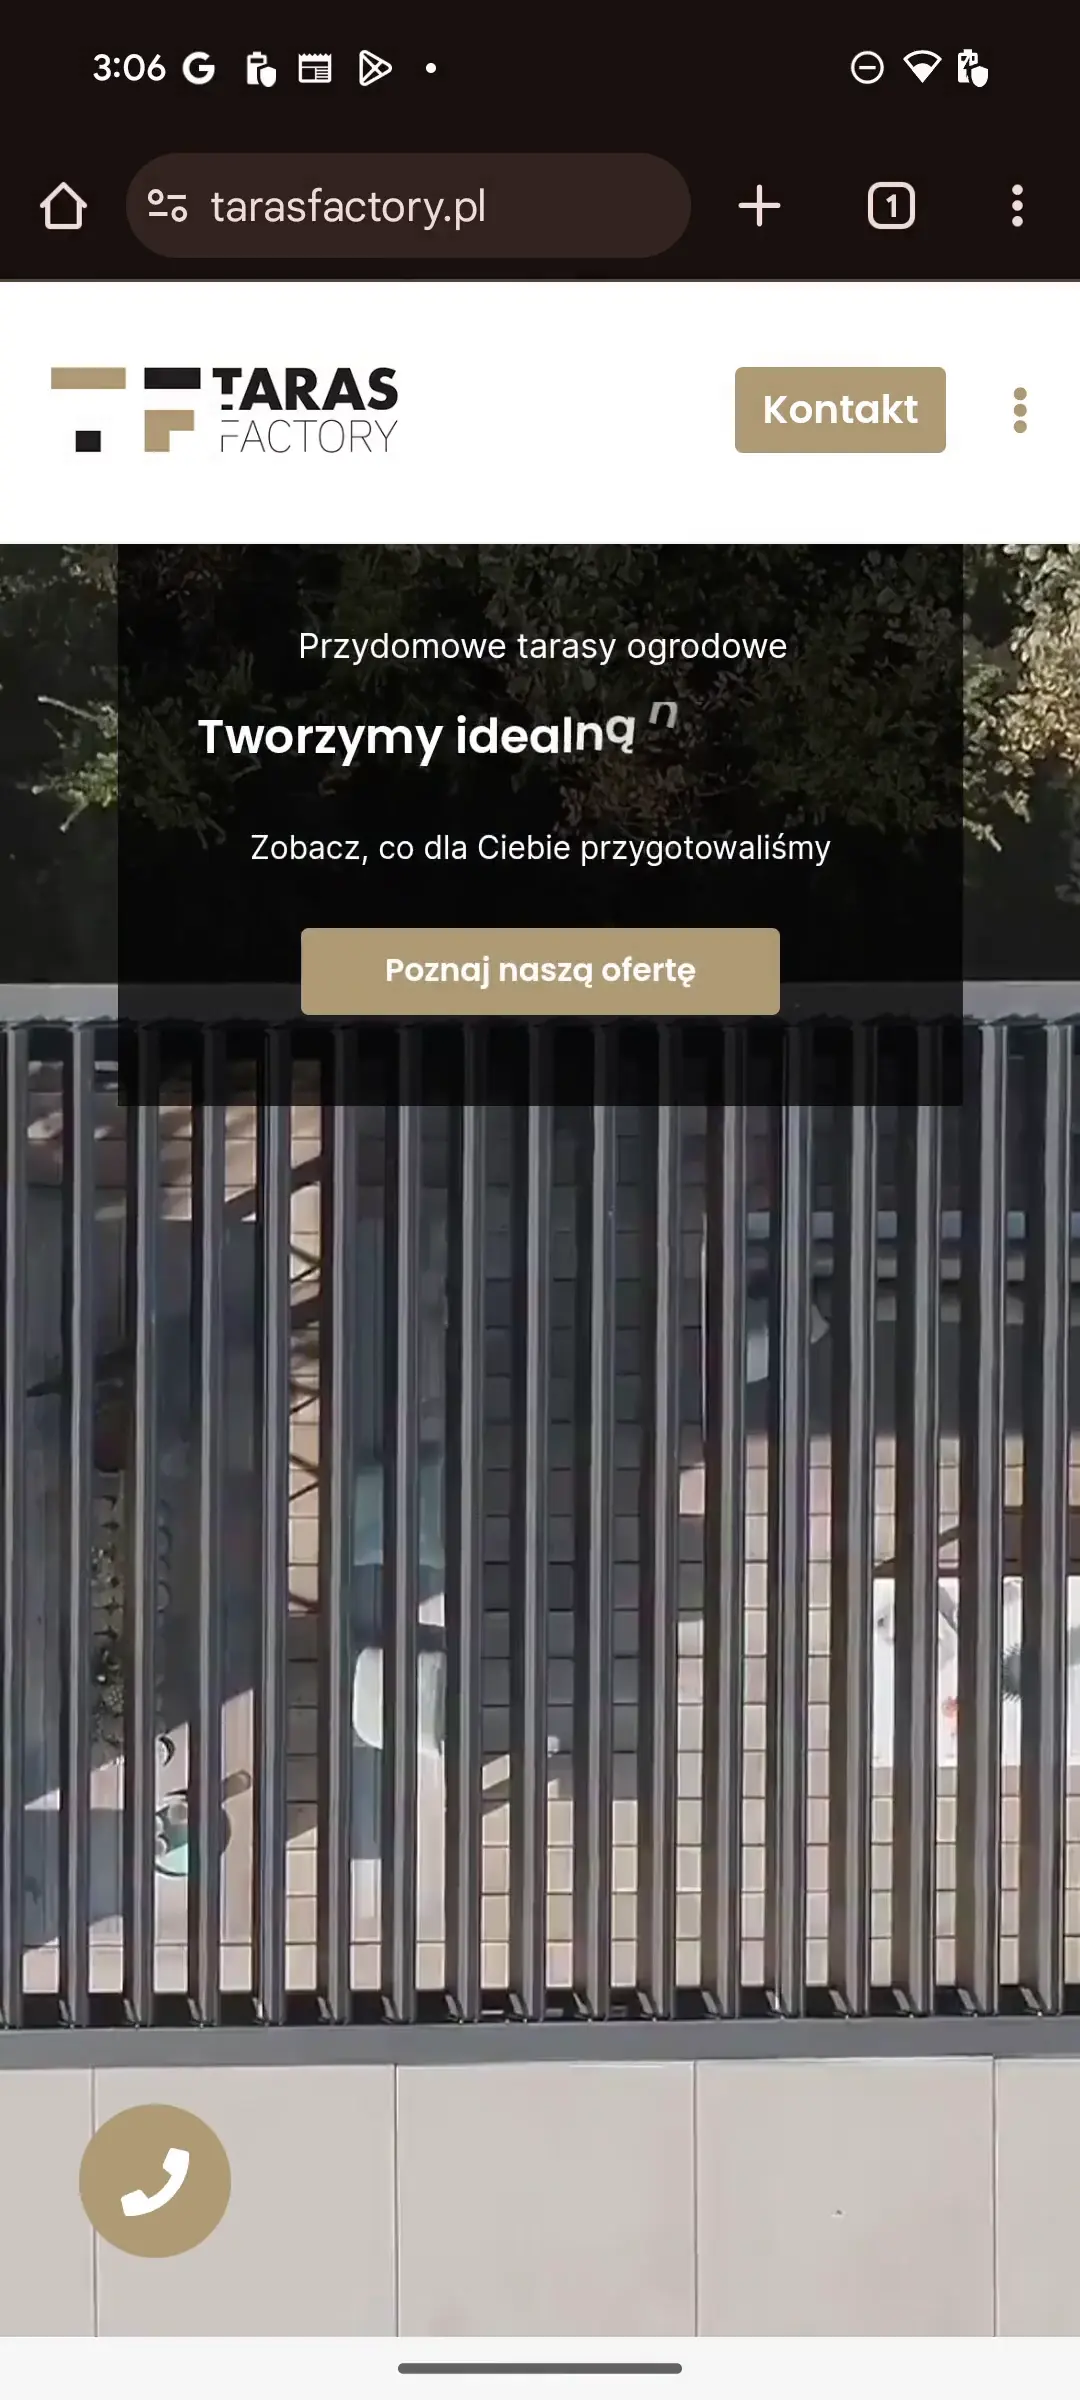 3:06
tarasfactory.pl
1
TARAS
FACTORY
Kontakt
Przydomowe tarasy ogrodowe
Tworzymy idealną n
Zobacz, co dla Ciebie przygotowaliśmy
Poznaj naszą ofertę